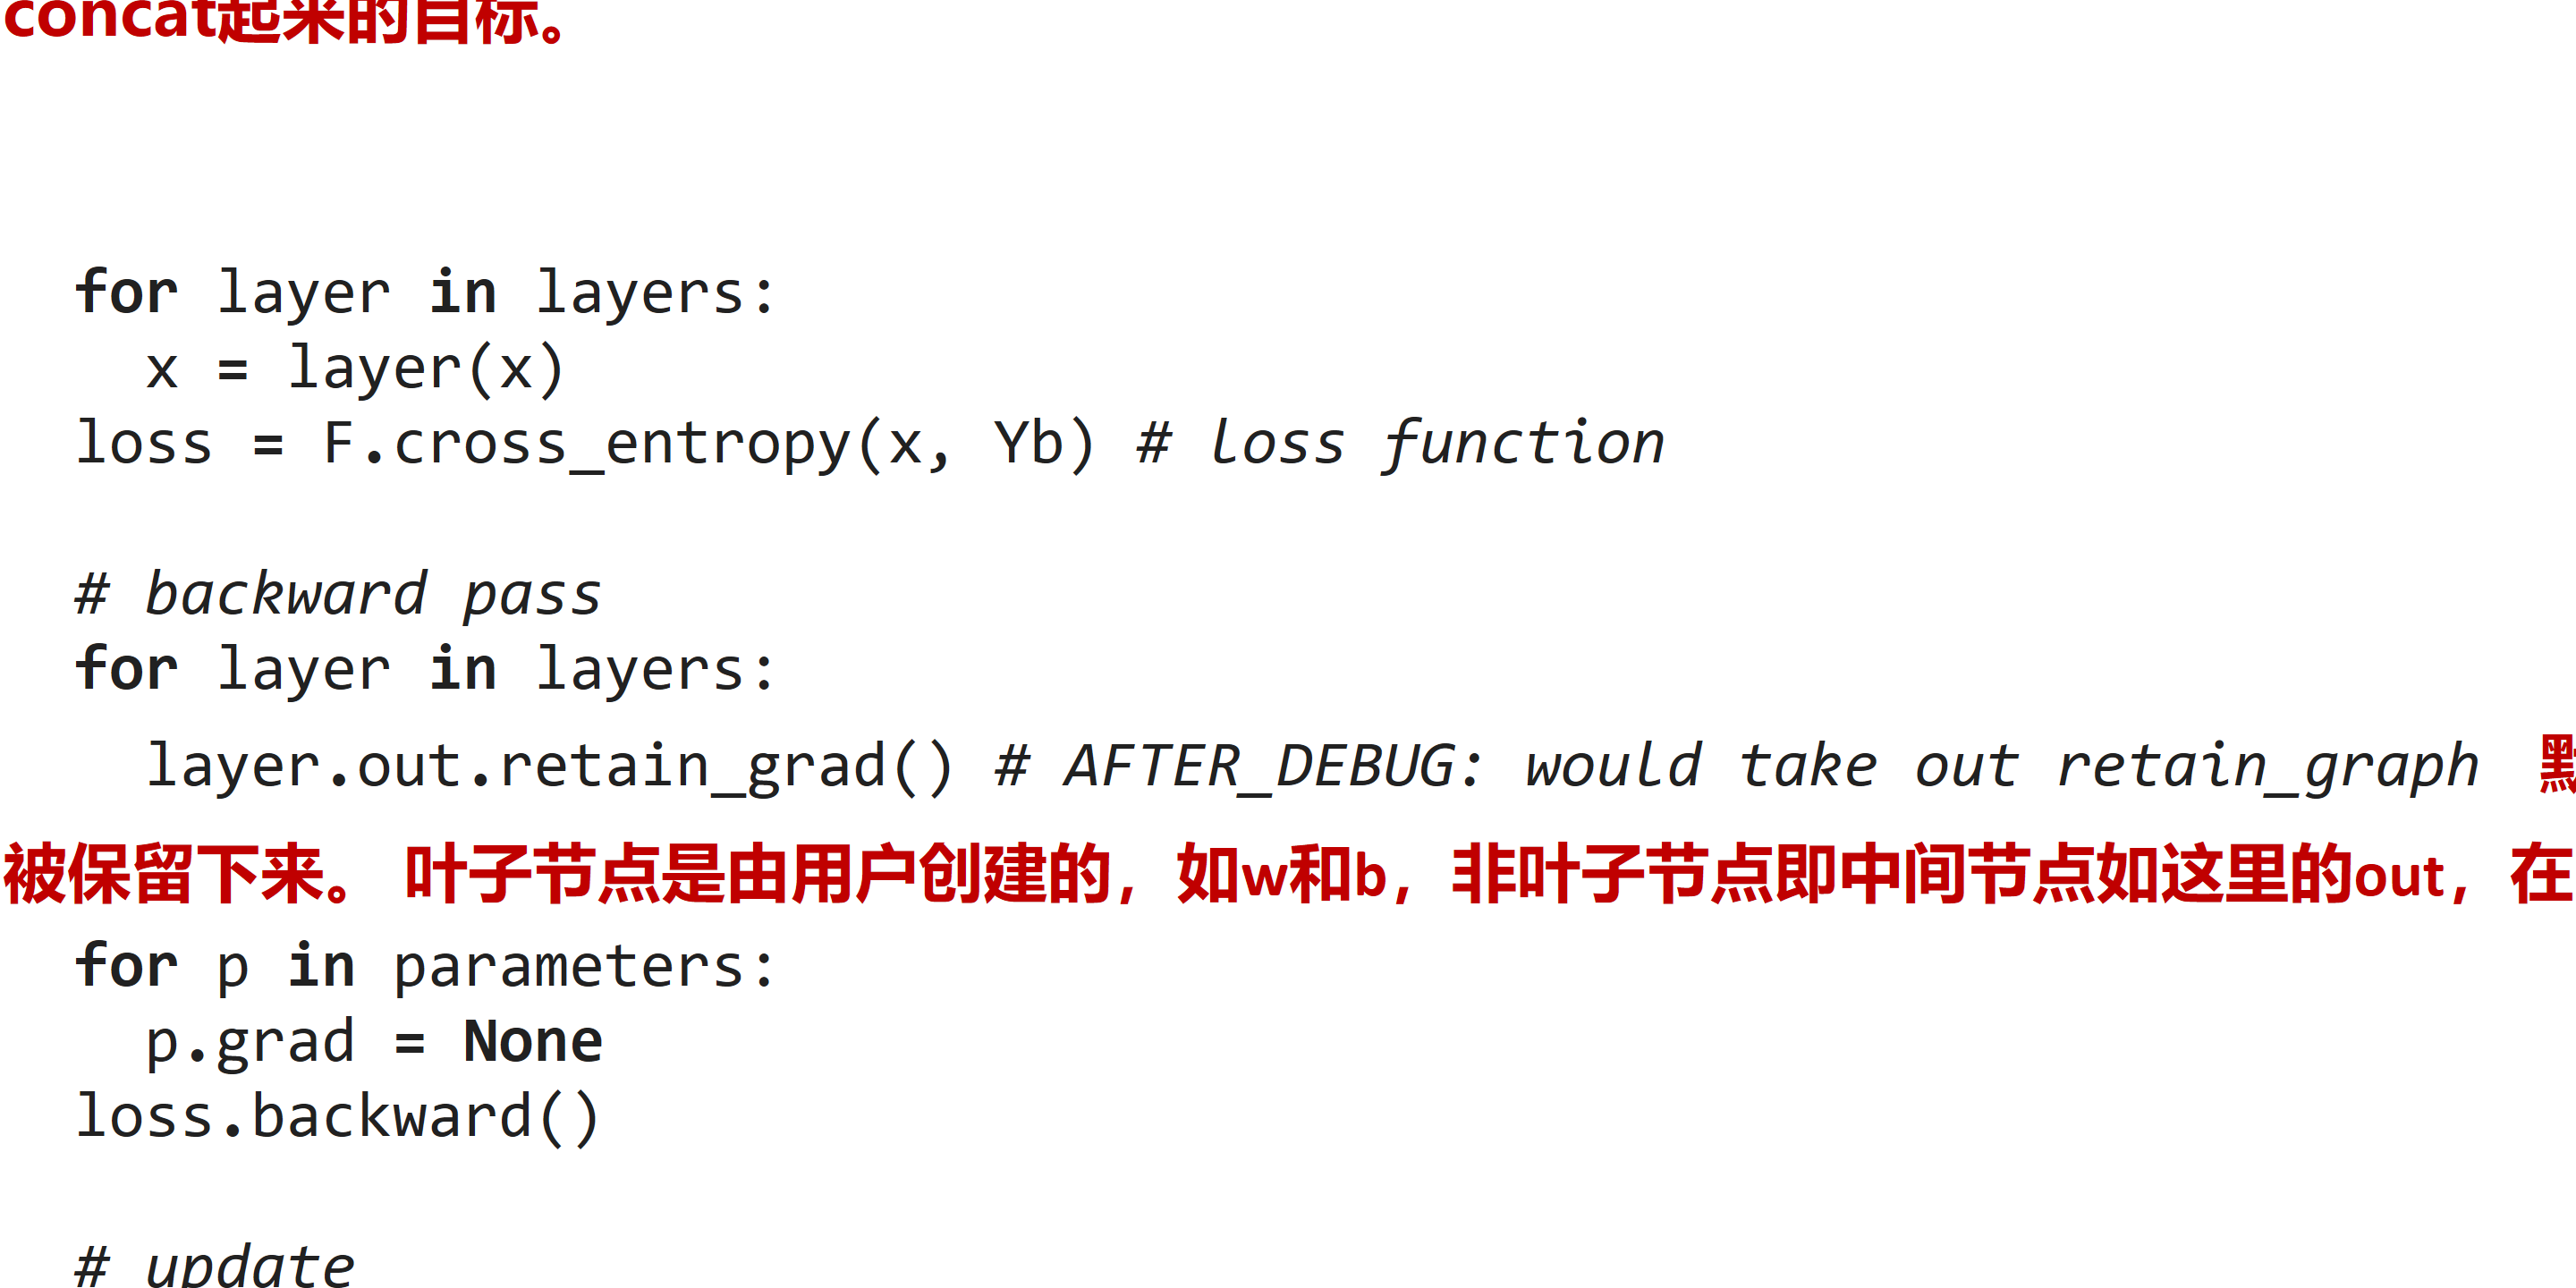 concat起来的目标。
for layer in layers:
  x = layer(x)
loss = F.cross_entropy(x, Yb) # loss function
# backward pass
for layer in layers:
  layer.out.retain_grad() # AFTER_DEBUG: would take out retain_graph
被保留下来。 叶子节点是由用户创建的，如w和b，非叶子节点即中间节点如这里的out，在
for p in parameters:
  p.grad = None
loss.backward()
# update